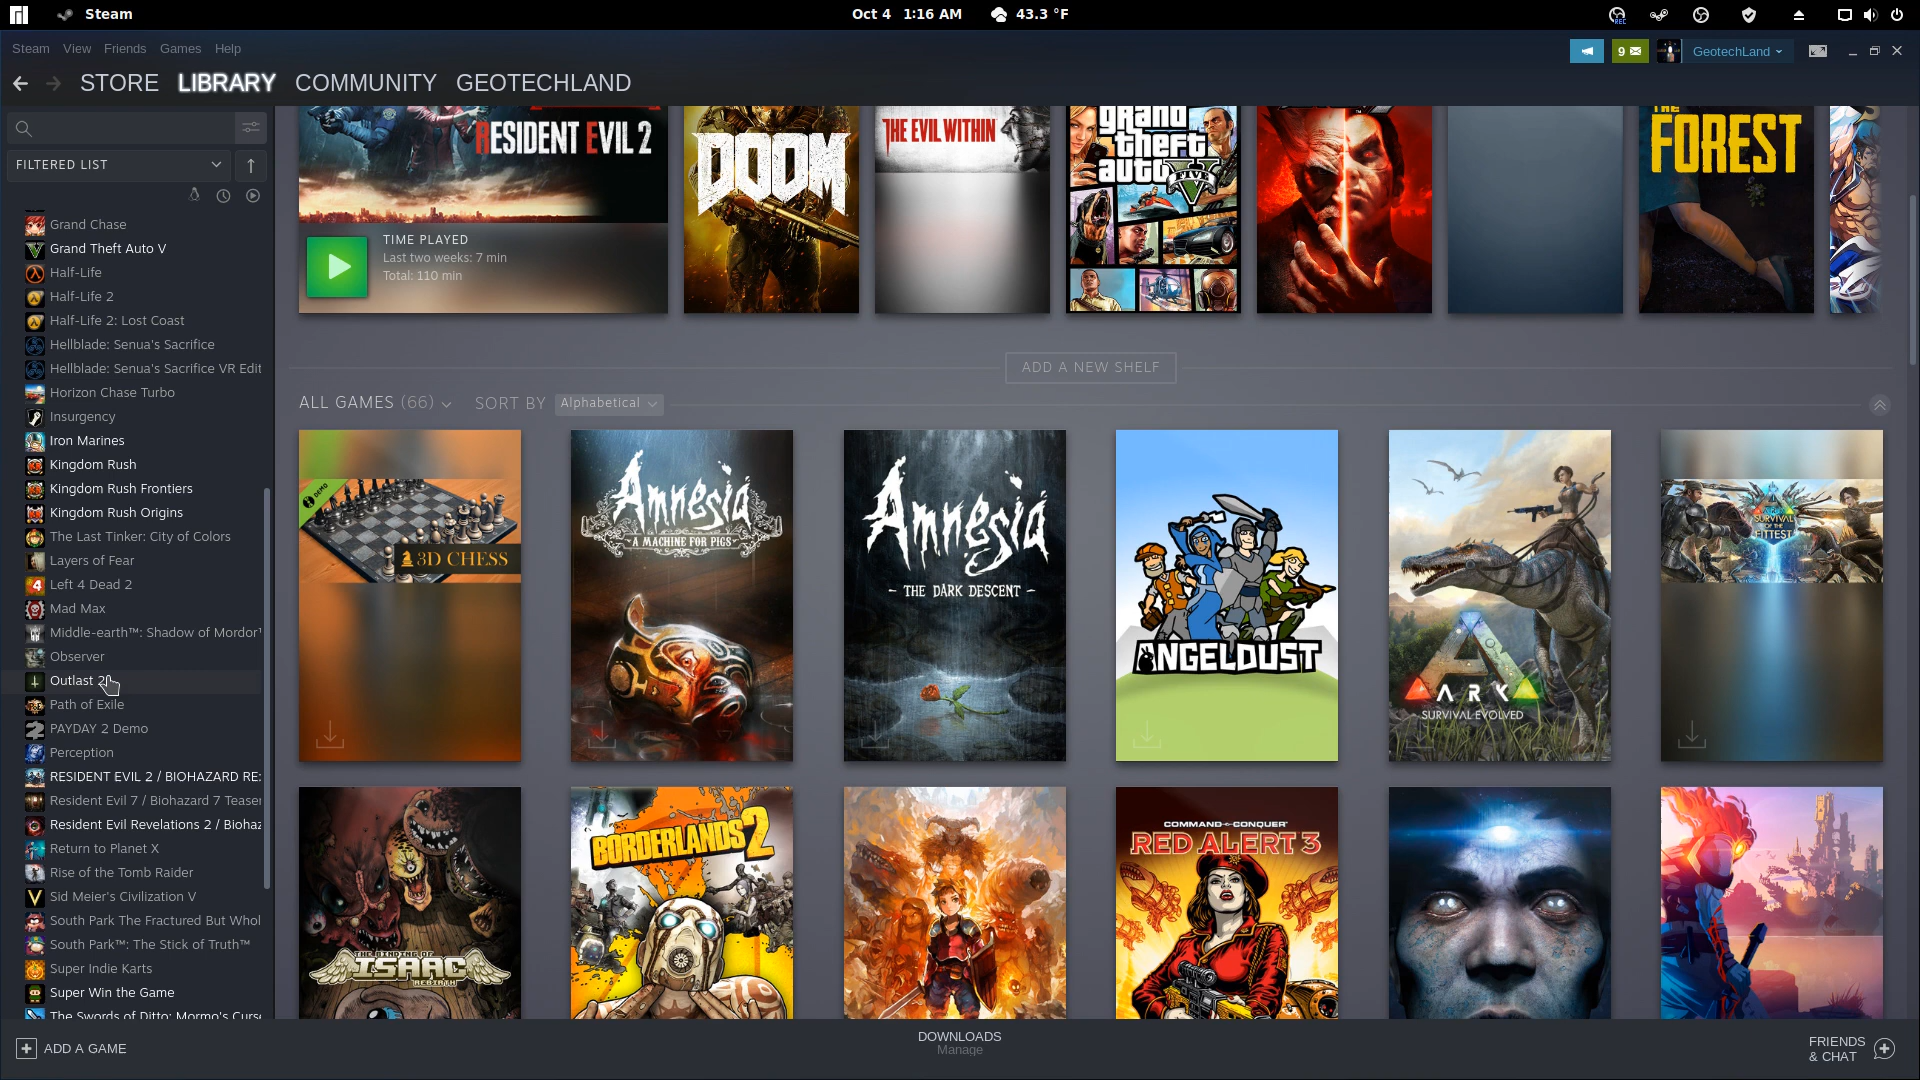 Steam
Oct 4 1:16 AM
43.3 °F
REC
Steam View Friends Games Help
9
GeotechLand
STORE LIBRARY COMMUNITY GEOTECHLAND
FILTERED LIST
Grand Chase
Grand Theft Auto V
Half-Life
Half-Life 2
Half-Life 2: Lost Coast
Hellblade: Senua's Sacrifice
Hellblade: Senua's Sacrifice VR Edit
Horizon Chase Turbo
Insurgency
Iron Marines
Kingdom Rush
Kingdom Rush Frontiers
Kingdom Rush Origins
The Last Tinker: City of Colors
Layers of Fear
Left 4 Dead 2
Mad Max
Middle-earth™: Shadow of Mordor™
Observer
Outlast 2
Path of Exile
PAYDAY 2 Demo
Perception
RESIDENT EVIL 2 / BIOHAZARD RE:
Resident Evil 7 / Biohazard 7 Teaser
Resident Evil Revelations 2 / Bioha
Return to Planet X
Rise of the Tomb Raider
Sid Meier's Civilization V
South Park The Fractured But Whol
South Park™: The Stick of Truth™
Super Indie Karts
Super Win the Game
The Swords of Ditto: Mormo's Curse
RESIDENT EVIL 2
TIME PLAYED
Last two weeks: 7 min
Total: 110 min
DOOM
THE EVIL WITHIN
grand
theft
auto V
FIVE
THE
FOREST
ADD A NEW SHELF
ALL GAMES (66)
SORT BY Alphabetical
DEMO
3D CHESS
Amnesia
A MACHINE FOR PIGS
Amnesia
- THE DARK DESCENT -
ANGELDUST
ARK
SURVIVAL EVOLVED
ARK
SURVIVAL
OF THE
FITTEST
THE BINDING OF
ISAAC
REBIRTH
BORDERLANDS 2
COMMAND & CONQUER
RED ALERT 3
ADD A GAME
DOWNLOADS
Manage
FRIENDS
& CHAT